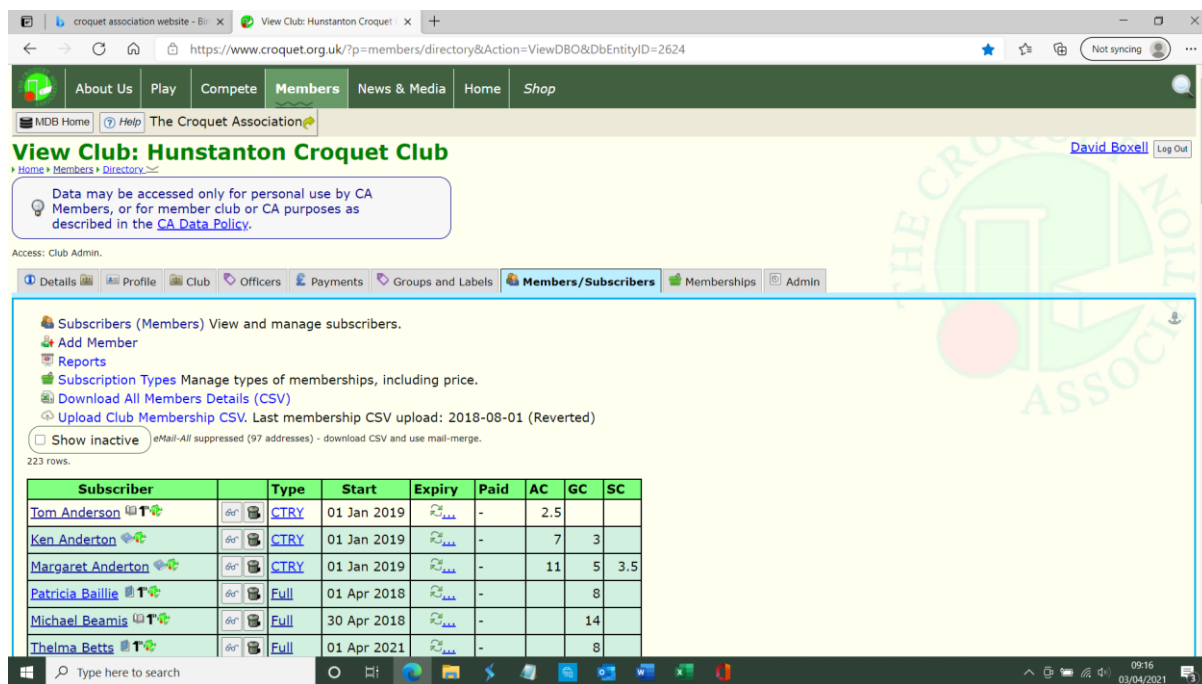 croquet association website - Bin
View Club: Hunstanton Croquet
https://www.croquet.org.uk/?p=members/directory&Action=ViewDBO&DbEntityID=2624
Not syncing
About Us Play Compete Members News & Media Home Shop
MDB Home Help The Croquet Association
View Club: Hunstanton Croquet Club
David Boxell Log Out
Home Members Directory
Data may be accessed only for personal use by CA
Members, or for member club or CA purposes as
described in the CA Data Policy.
Access: Club Admin.
Details Profile Club Officers £ Payments Groups and Labels Members/Subscribers Memberships Admin
Subscribers (Members) View and manage subscribers.
Add Member
Reports
Subscription Types Manage types of memberships, including price.
Download All Members Details (CSV)
Upload Club Membership CSV. Last membership CSV upload: 2018-08-01 (Reverted)
Show inactive eMail-All suppressed (97 addresses) - download CSV and use mail-merge.
223 rows.
Subscriber Type Start Expiry Paid AC GC SC
Tom Anderson CTRY 01 Jan 2019 ... - 2.5
Ken Anderton CTRY 01 Jan 2019 ... - 7 3
Margaret Anderton CTRY 01 Jan 2019 ... - 11 5 3.5
Patricia Baillie Full 01 Apr 2018 ... - 8
Michael Beamis Full 30 Apr 2018 ... - 14
Thelma Betts Full 01 Apr 2021 ... - 8
THE CROQUET ASSOCIATION
Type here to search
09:16
03/04/2021